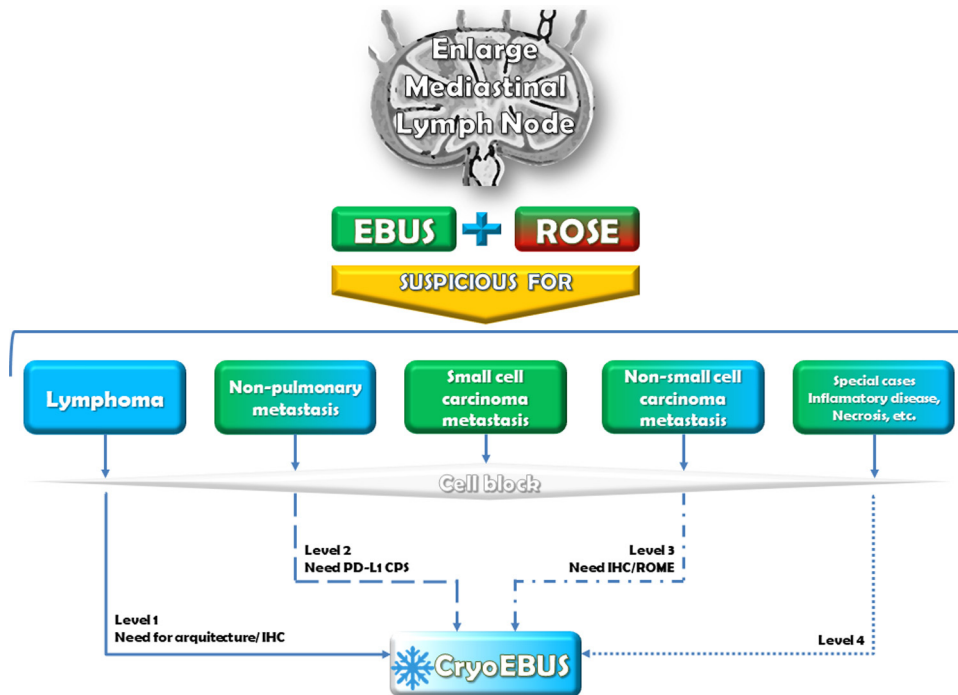 Enlarge
Mediastinal
Lymph Node
EBUS + ROSE
SUSPICIOUS FOR
Lymphoma
Non-pulmonary
metastasis
Small cell
carcinoma
metastasis
Non-small cell
carcinoma
metastasis
Special cases
Inflamatory disease,
Necrosis, etc.
Cell block
Level 2
Need PD-L1 CPS
Level 3
Need IHC/ROME
Level 1
Need for arquitecture/ IHC
Level 4
CryoEBUS